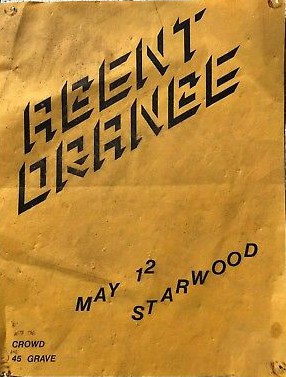 AGENT
ORANGE
MAY 12
STARWOOD
CROWD
45 GRAVE